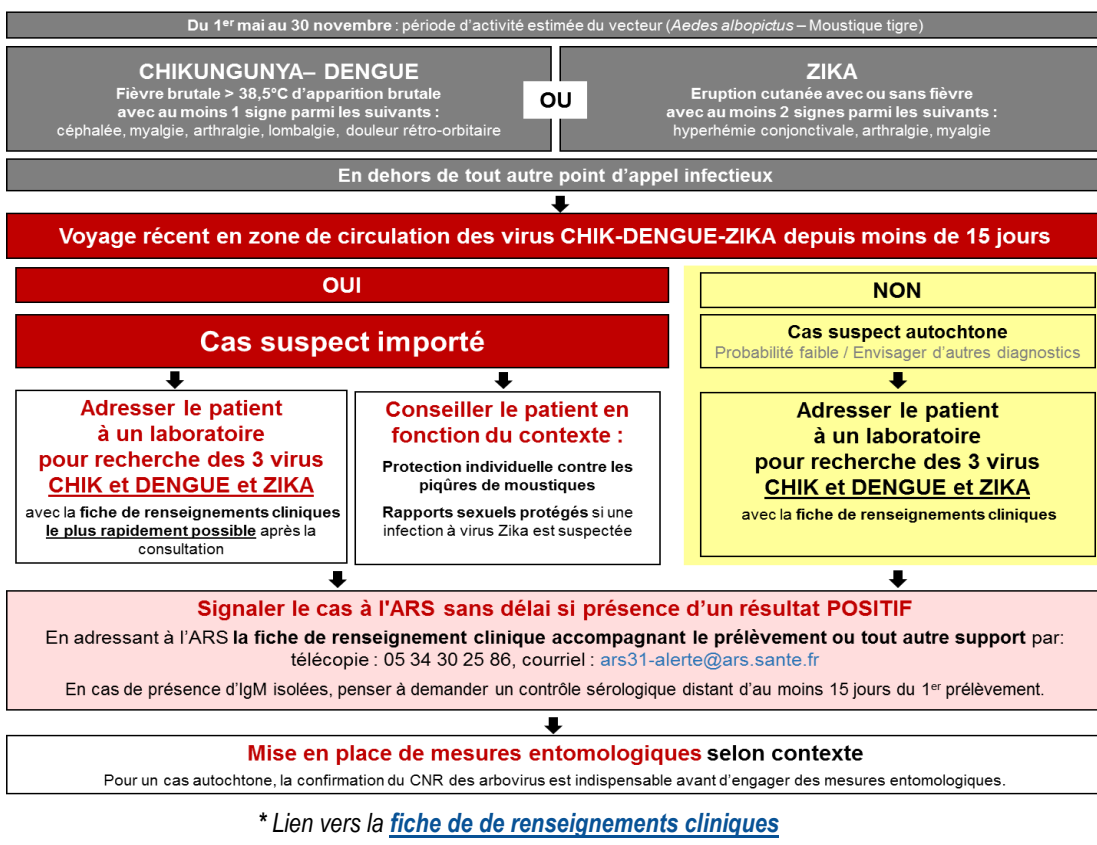 Du 1er mai au 30 novembre : période d'activité estimée du vecteur (Aedes albopictus – Moustique tigre)
CHIKUNGUNYA– DENGUE
Fièvre brutale > 38,5°C d'apparition brutale
avec au moins 1 signe parmi les suivants :
céphalée, myalgie, arthralgie, lombalgie, douleur rétro-orbitaire
OU
ZIKA
Eruption cutanée avec ou sans fièvre
avec au moins 2 signes parmi les suivants :
hyperhémie conjonctivale, arthralgie, myalgie
En dehors de tout autre point d'appel infectieux
Voyage récent en zone de circulation des virus CHIK-DENGUE-ZIKA depuis moins de 15 jours
OUI
Cas suspect importé
Adresser le patient
à un laboratoire
pour recherche des 3 virus
CHIK et DENGUE et ZIKA
avec la fiche de renseignements cliniques
le plus rapidement possible après la
consultation
Conseiller le patient en
fonction du contexte :
Protection individuelle contre les
piqûres de moustiques
Rapports sexuels protégés si une
infection à virus Zika est suspectée
NON
Cas suspect autochtone
Probabilité faible / Envisager d'autres diagnostics
Adresser le patient
à un laboratoire
pour recherche des 3 virus
CHIK et DENGUE et ZIKA
avec la fiche de renseignements cliniques
Signaler le cas à l'ARS sans délai si présence d'un résultat POSITIF
En adressant à l'ARS la fiche de renseignement clinique accompagnant le prélèvement ou tout autre support par:
télécopie : 05 34 30 25 86, courriel : ars31-alerte@ars.sante.fr
En cas de présence d'IgM isolées, penser à demander un contrôle sérologique distant d'au moins 15 jours du 1er prélèvement.
Mise en place de mesures entomologiques selon contexte
Pour un cas autochtone, la confirmation du CNR des arbovirus est indispensable avant d'engager des mesures entomologiques.
* Lien vers la fiche de de renseignements cliniques